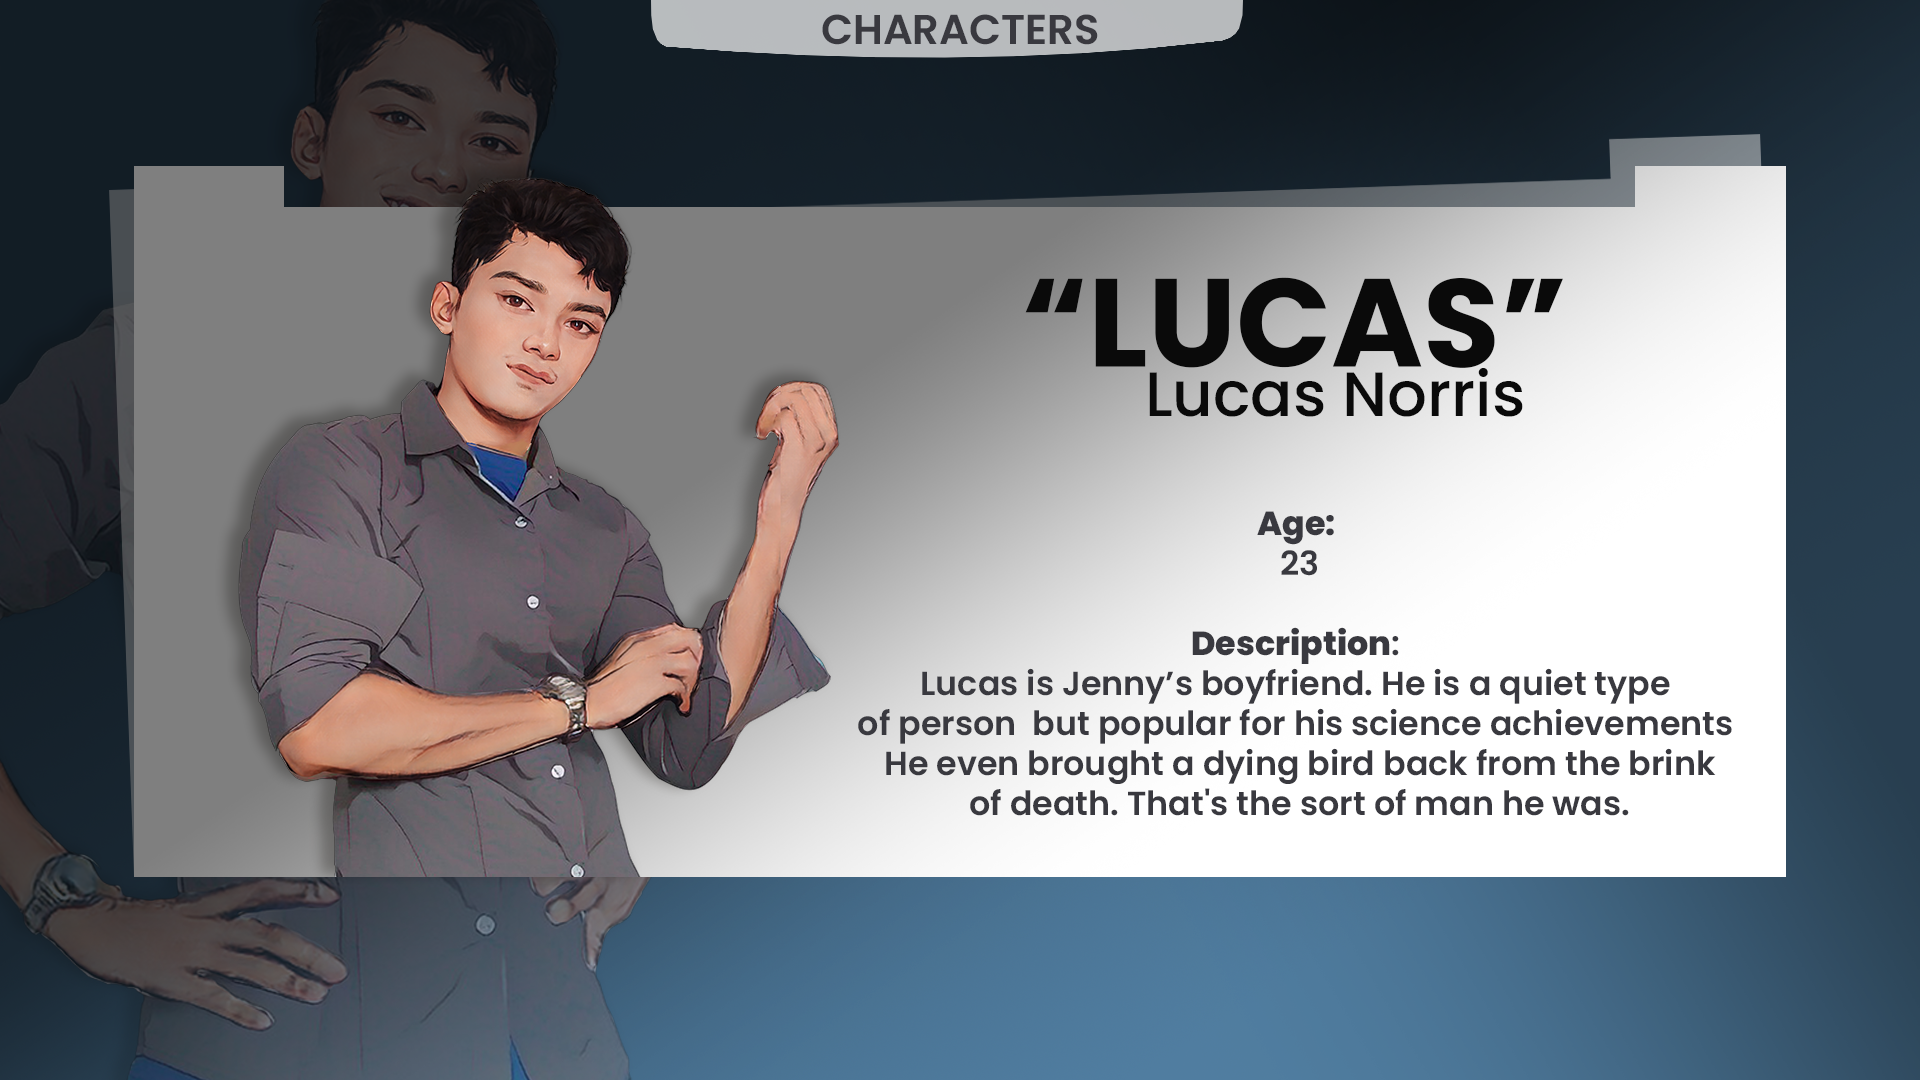 CHARACTERS
“LUCAS”
Lucas Norris
Age:
23
Description:
Lucas is Jenny’s boyfriend. He is a quiet type
of person  but popular for his science achievements
He even brought a dying bird back from the brink
of death. That's the sort of man he was.